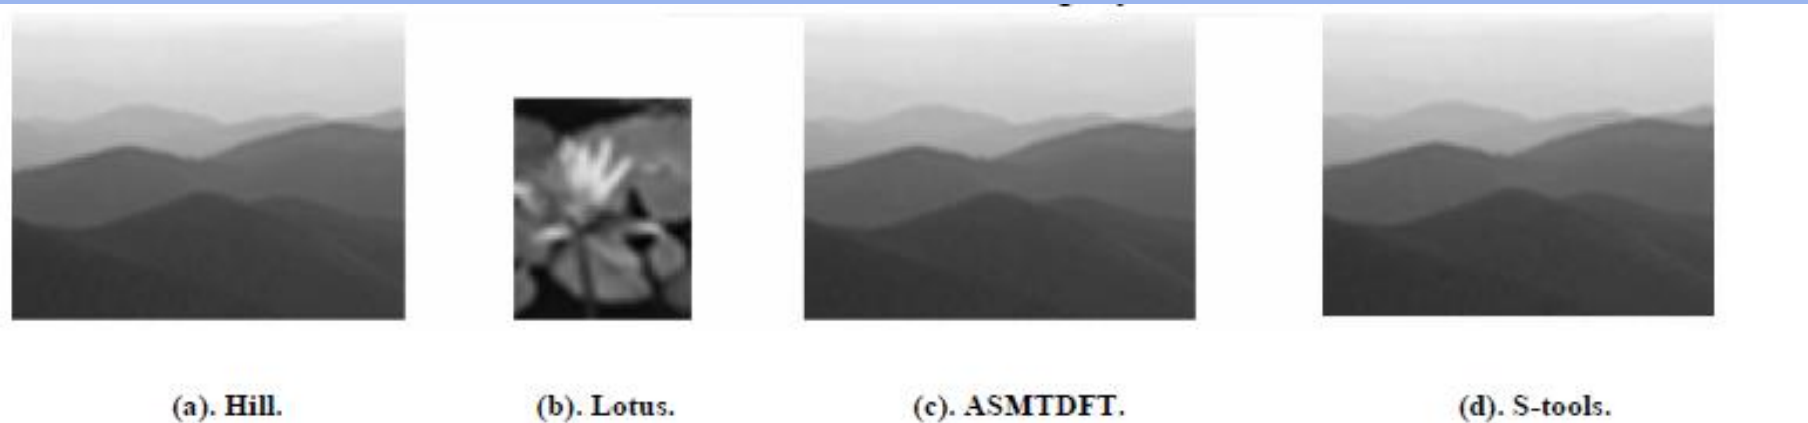 (a). Hill.
(b). Lotus.
(c). ASMTDFT.
(d). S-tools.